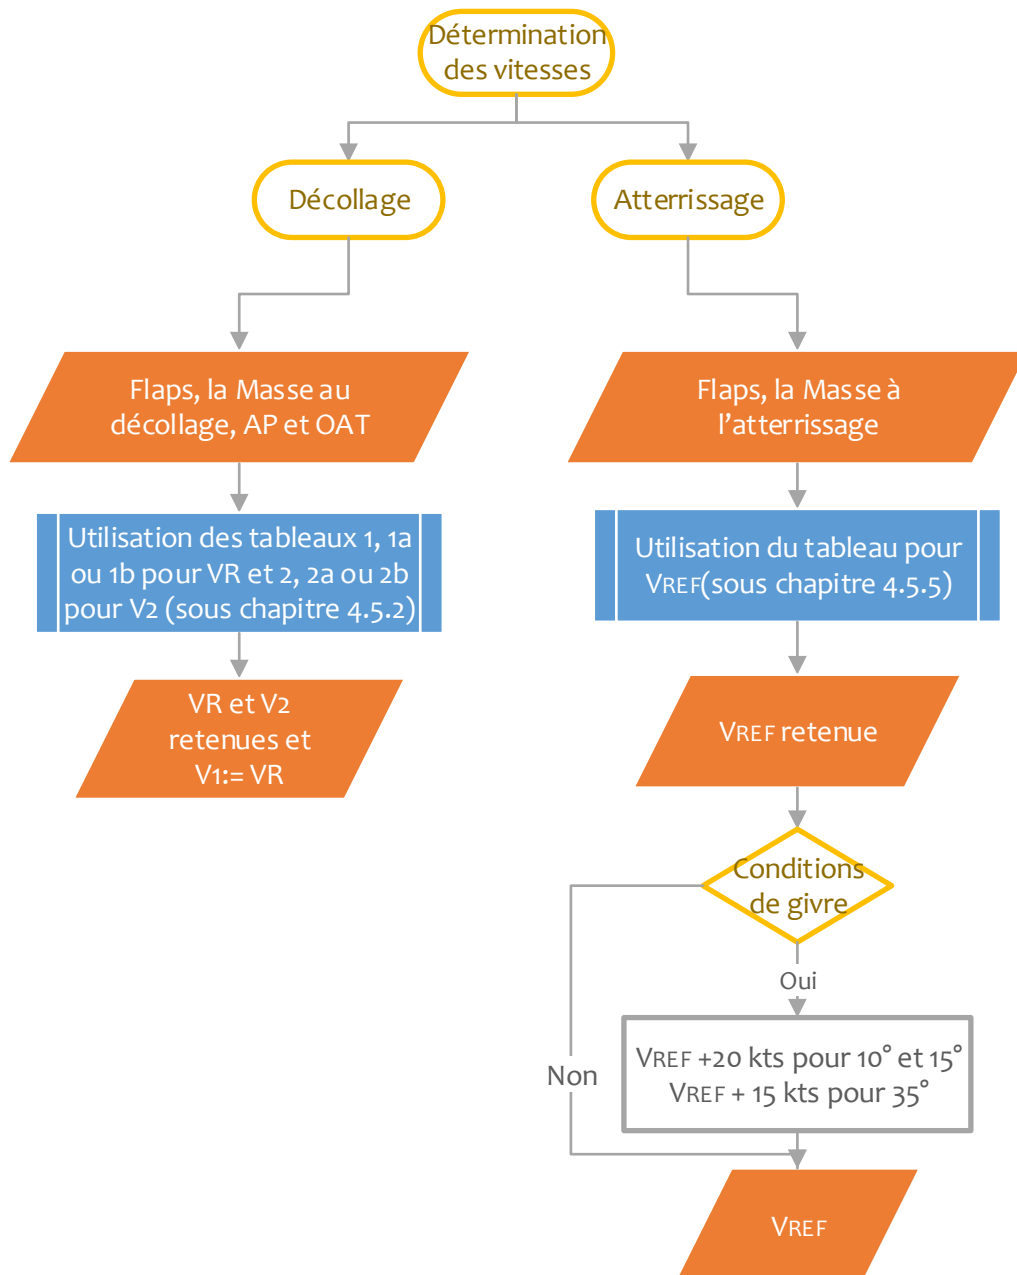 Détermination
des vitesses
Décollage
Atterrissage
Flaps, la Masse au
décollage, AP et OAT
Flaps, la Masse à
l'atterrissage
Utilisation des tableaux 1, 1a
ou 1b pour VR et 2, 2a ou 2b
pour V2 (sous chapitre 4.5.2)
Utilisation du tableau pour
VREF(sous chapitre 4.5.5)
VR et V2
retenues et
V1:= VR
VREF retenue
Conditions
de givre
Oui
Non
VREF +20 kts pour 10° et 15°
VREF + 15 kts pour 35°
VREF